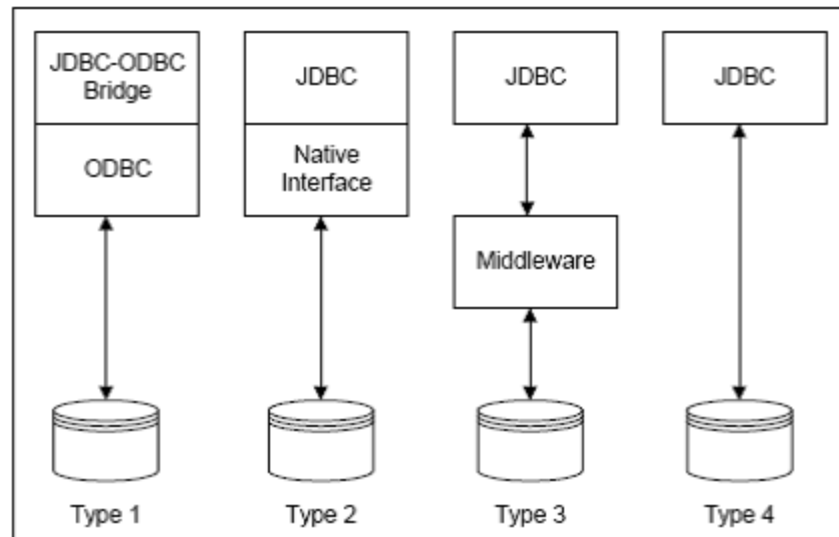 JDBC-ODBC
Bridge
ODBC
Type 1
JDBC
Native
Interface
Type 2
JDBC
Middleware
Type 3
JDBC
Type 4